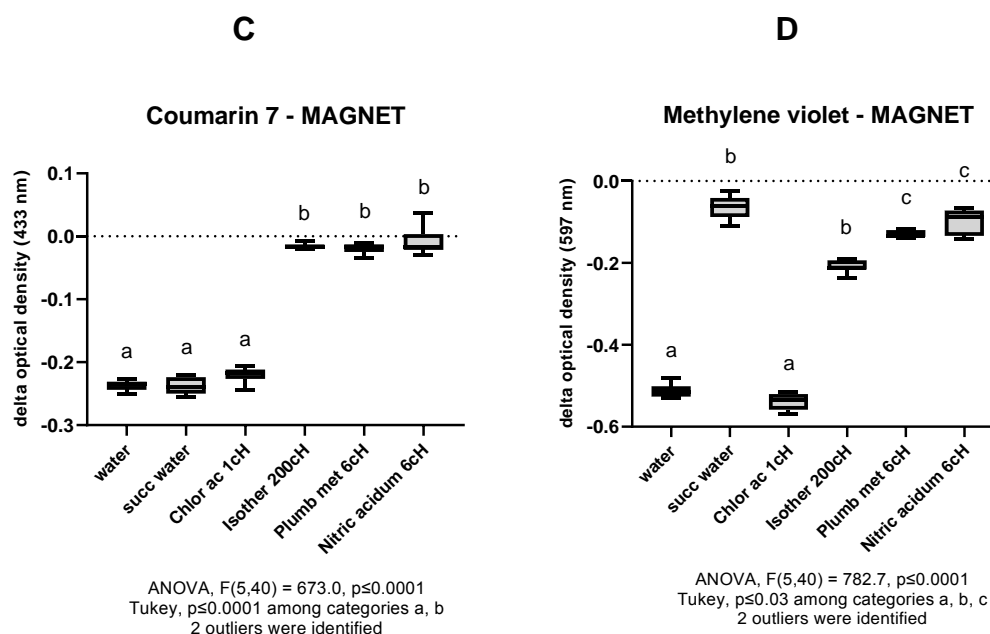 C
Coumarin 7 - MAGNET
delta optical density (433 nm)
0.1
0.0
-0.1
-0.2
-0.3
a
a
a
b
b
b
water
succ water
Chlor ac 1cH
Isother 200cH
Plumb met 6cH
Nitric acidum 6cH
ANOVA, F(5,40) = 673.0, p≤0.0001
Tukey, p≤0.0001 among categories a, b
2 outliers were identified
D
Methylene violet - MAGNET
delta optical density (597 nm)
0.0
-0.2
-0.4
-0.6
a
b
a
b
c
c
water
succ water
Chlor ac 1cH
Isother 200cH
Plumb met 6cH
Nitric acidum 6cH
ANOVA, F(5,40) = 782.7, p≤0.0001
Tukey, p≤0.03 among categories a, b, c
2 outliers were identified